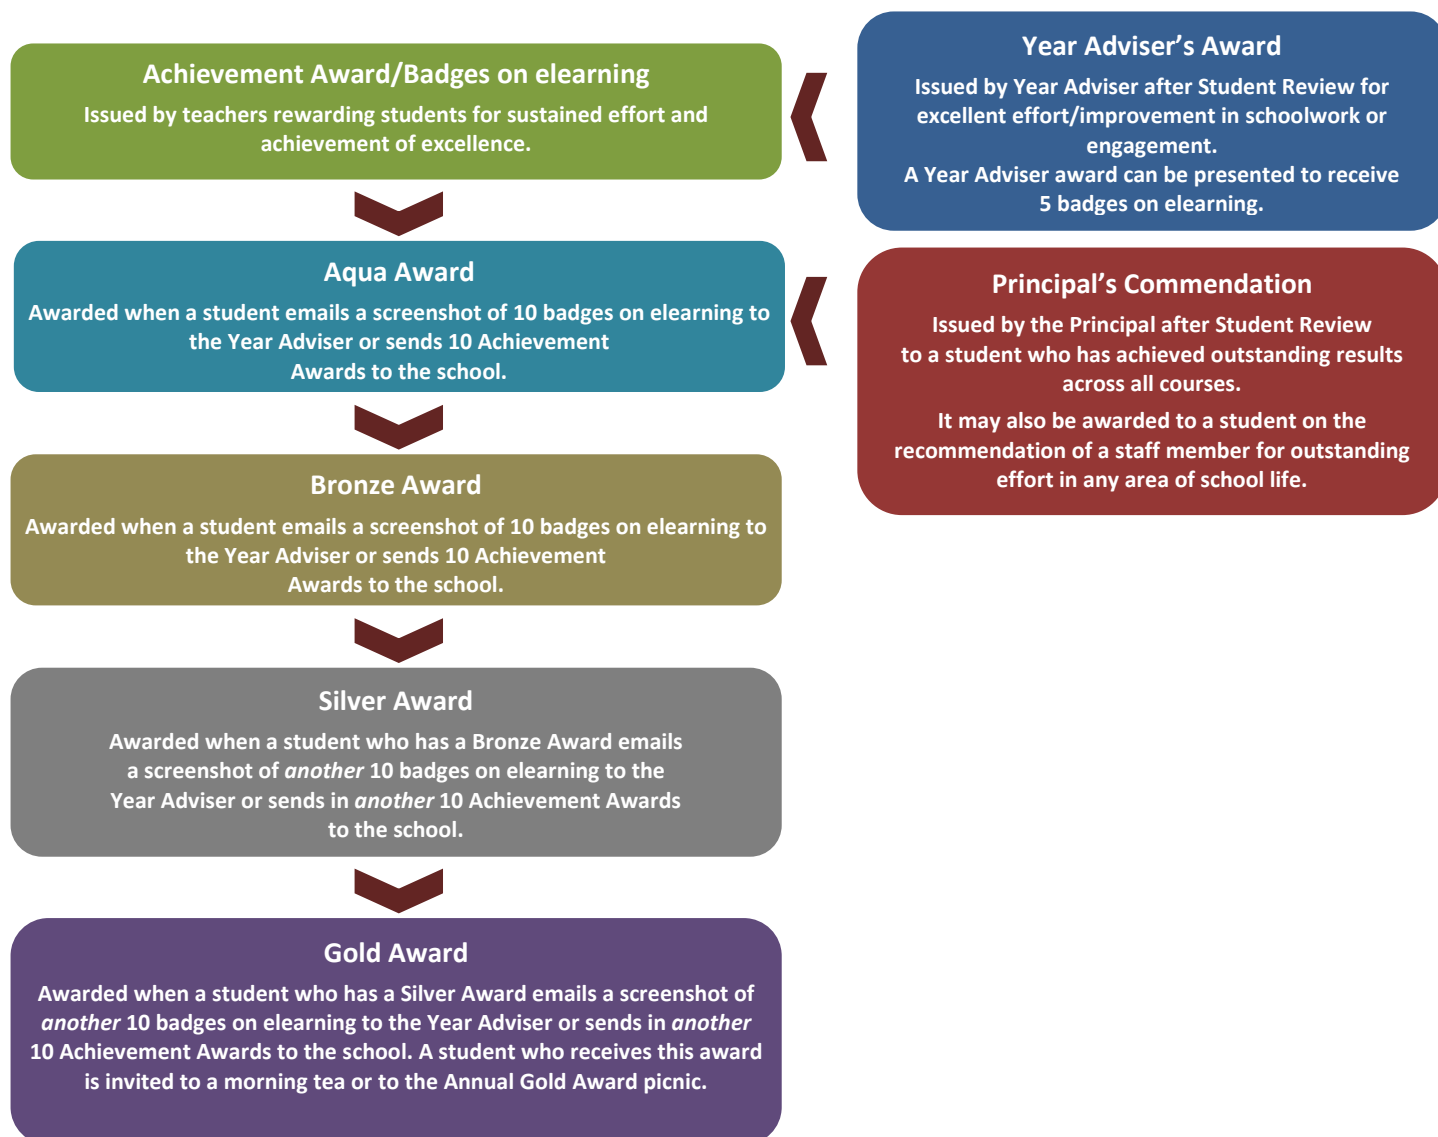 Achievement Award/Badges on elearning
Issued by teachers rewarding students for sustained effort and
achievement of excellence.
Year Adviser’s Award
Issued by Year Adviser after Student Review for
excellent effort/improvement in schoolwork or
engagement.
A Year Adviser award can be presented to receive
5 badges on elearning.
Aqua Award
Awarded when a student emails a screenshot of 10 badges on elearning to
the Year Adviser or sends 10 Achievement
Awards to the school.
Principal’s Commendation
Issued by the Principal after Student Review
to a student who has achieved outstanding results
across all courses.
It may also be awarded to a student on the
recommendation of a staff member for outstanding
effort in any area of school life.
Bronze Award
Awarded when a student emails a screenshot of 10 badges on elearning to
the Year Adviser or sends 10 Achievement
Awards to the school.
Silver Award
Awarded when a student who has a Bronze Award emails
a screenshot of another 10 badges on elearning to the
Year Adviser or sends in another 10 Achievement Awards
to the school.
Gold Award
Awarded when a student who has a Silver Award emails a screenshot of
another 10 badges on elearning to the Year Adviser or sends in another
10 Achievement Awards to the school. A student who receives this award
is invited to a morning tea or to the Annual Gold Award picnic.